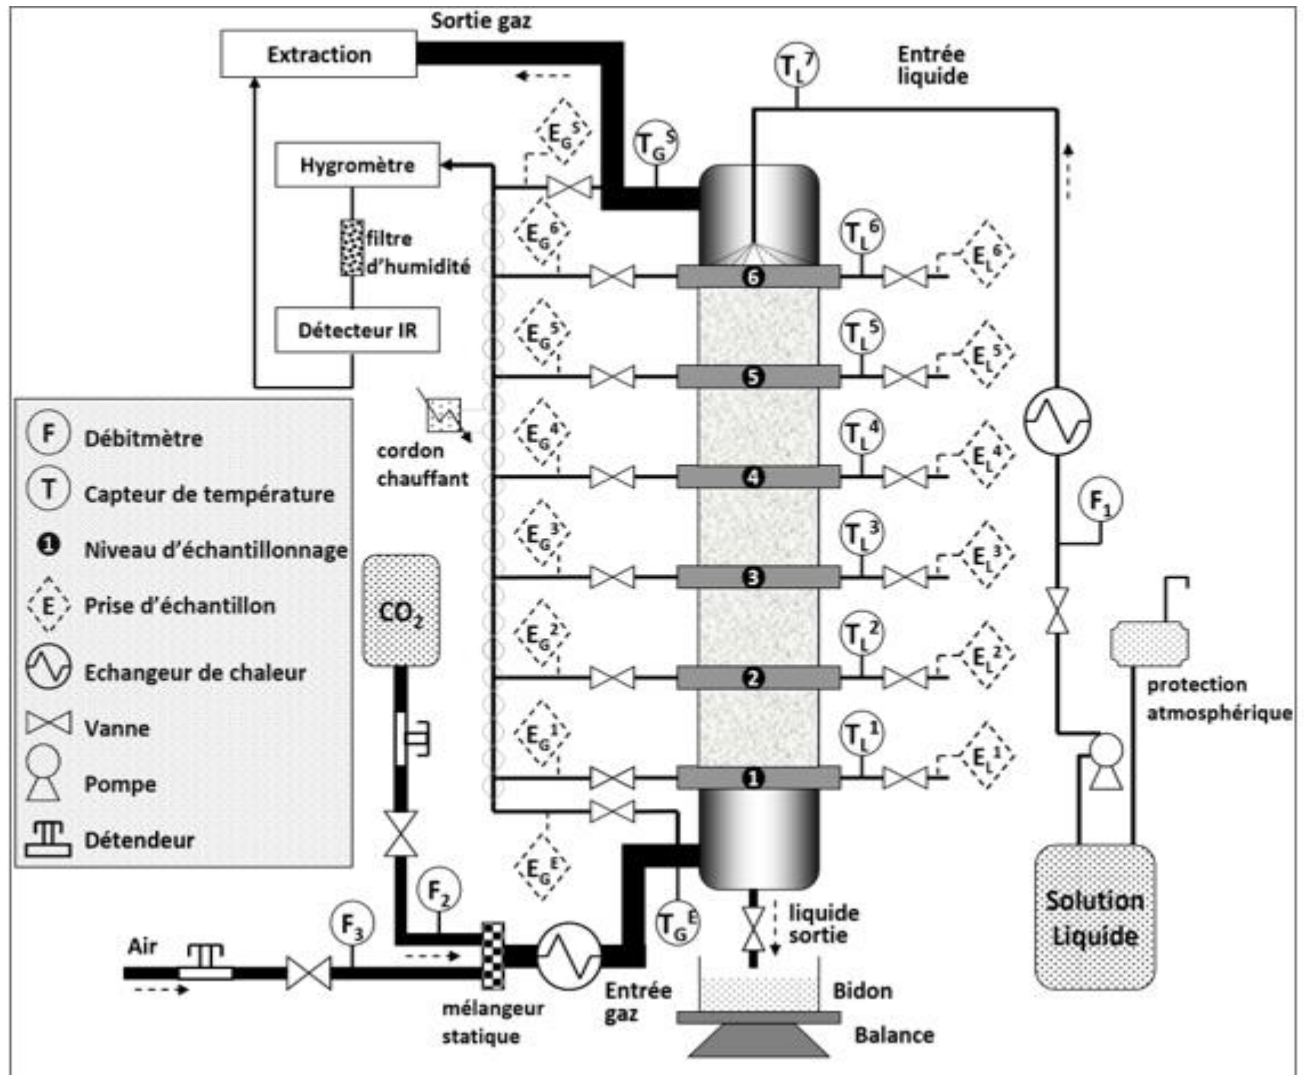 Sortie gaz
Extraction
T_L^7
Entrée
liquide
E_G^S
T_G^S
Hygromètre
filtre
d'humidité
Détecteur IR
E_G^6
6
T_L^6
E_L^6
E_G^5
5
T_L^5
E_L^5
cordon
chauffant
E_G^4
4
T_L^4
E_L^4
F_1
E_G^3
3
T_L^3
E_L^3
E_G^2
2
T_L^2
E_L^2
E_G^1
1
T_L^1
E_L^1
protection
atmosphérique
F Débitmètre
T Capteur de température
1 Niveau d'échantillonnage
E Prise d'échantillon
Echangeur de chaleur
Vanne
Pompe
Détendeur
CO₂
E_G^E
F_2
F_3
Air
T_G^E
mélangeur
statique
Entrée
gaz
liquide
sortie
Bidon
Balance
Solution
Liquide